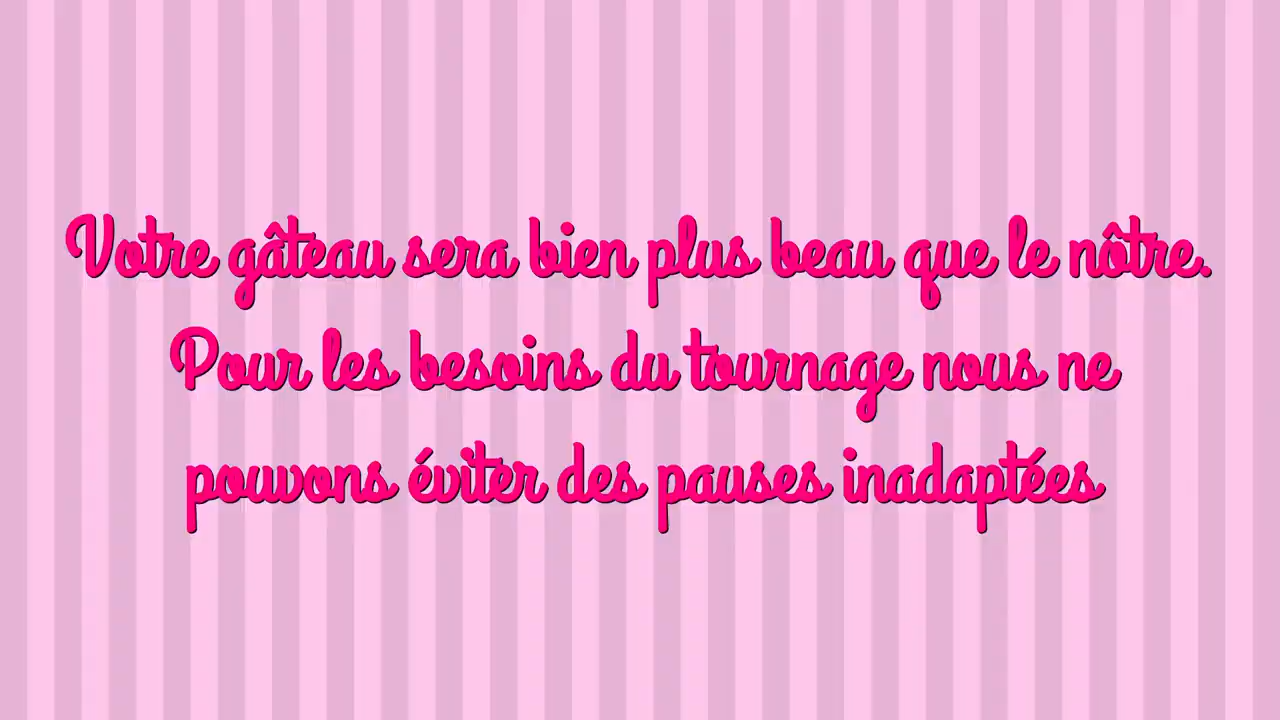 Votre gâteau sera bien plus beau que le nôtre.
Pour les besoins du tournage nous ne
pouvons éviter des pauses inadaptées